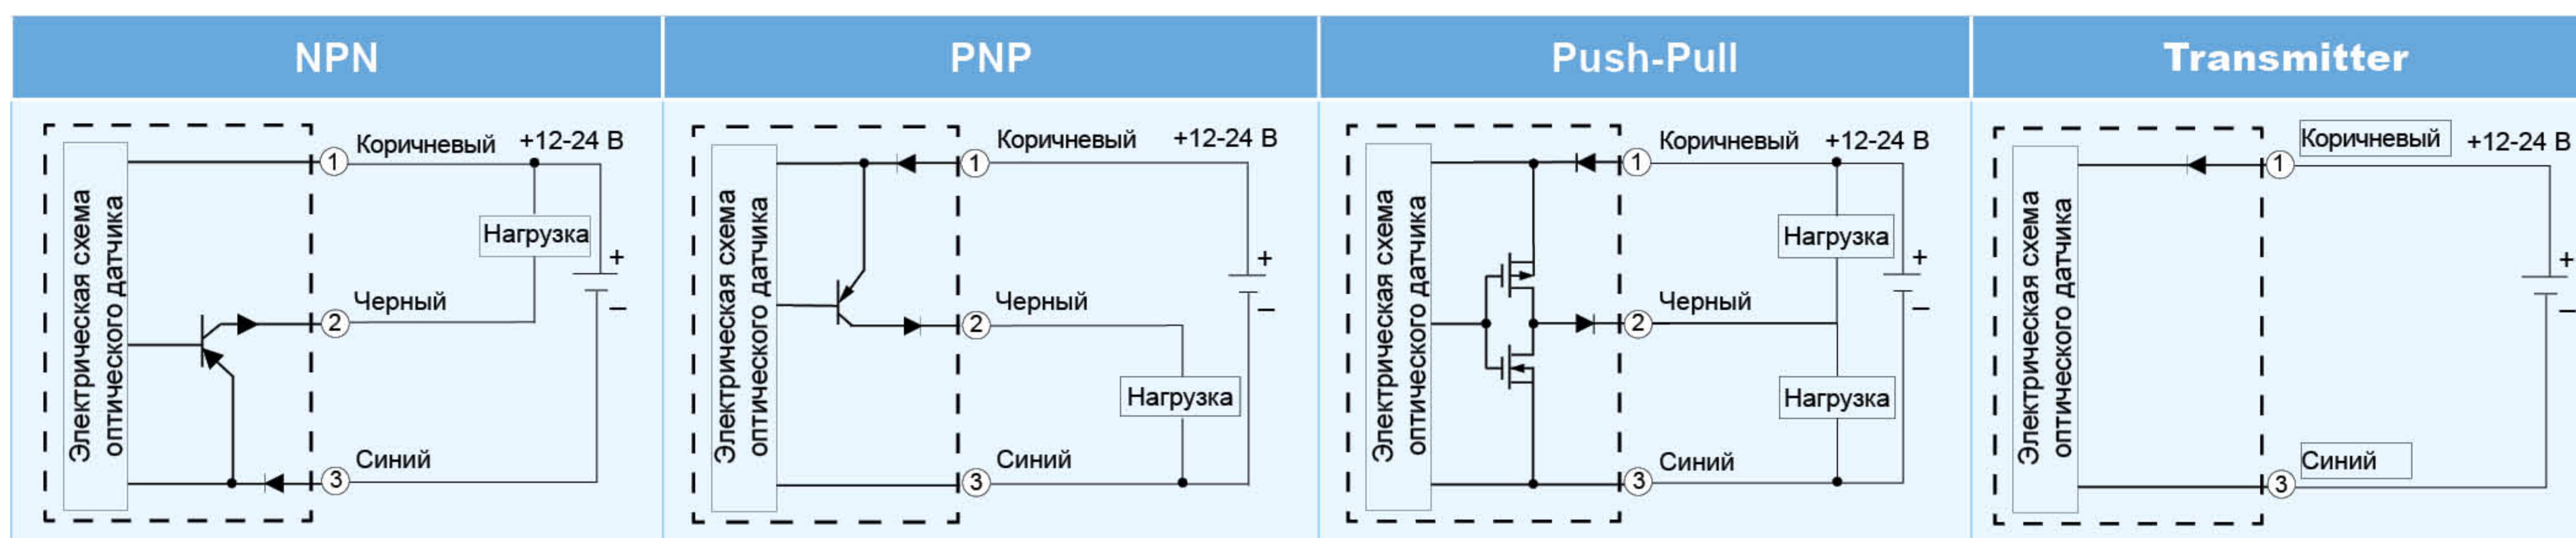 NPN
PNP
Push-Pull
Transmitter
Электрическая схема
оптического датчика
1
Коричневый
+12-24 В
Нагрузка
+
–
2
Черный
3
Синий
Электрическая схема
оптического датчика
1
Коричневый
+12-24 В
+
–
2
Черный
Нагрузка
3
Синий
Электрическая схема
оптического датчика
1
Коричневый
+12-24 В
Нагрузка
+
–
2
Черный
Нагрузка
3
Синий
Электрическая схема
оптического датчика
1
Коричневый
+12-24 В
+
–
3
Синий